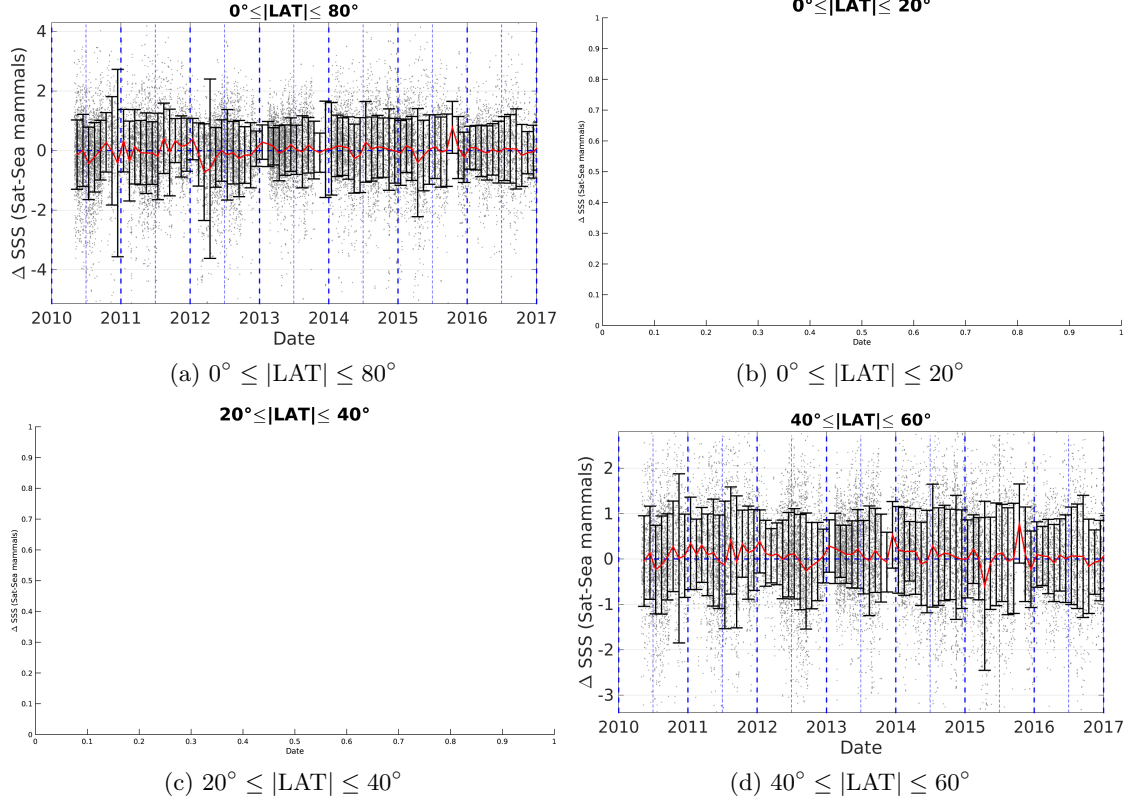 0°≤|LAT|≤ 80°
4
2
0
-2
-4
Δ SSS (Sat-Sea mammals)
2010 2011 2012 2013 2014 2015 2016 2017
Date
(a) 0° ≤ |LAT| ≤ 80°
0°≤|LAT|≤ 20°
1
0.9
0.8
0.7
0.6
0.5
0.4
0.3
0.2
0.1
0
Δ SSS (Sat-Sea mammals)
0 0.1 0.2 0.3 0.4 0.5 0.6 0.7 0.8 0.9 1
Date
(b) 0° ≤ |LAT| ≤ 20°
20°≤|LAT|≤ 40°
1
0.9
0.8
0.7
0.6
0.5
0.4
0.3
0.2
0.1
0
Δ SSS (Sat-Sea mammals)
0 0.1 0.2 0.3 0.4 0.5 0.6 0.7 0.8 0.9 1
Date
(c) 20° ≤ |LAT| ≤ 40°
40°≤|LAT|≤ 60°
2
1
0
-1
-2
-3
Δ SSS (Sat-Sea mammals)
2010 2011 2012 2013 2014 2015 2016 2017
Date
(d) 40° ≤ |LAT| ≤ 60°